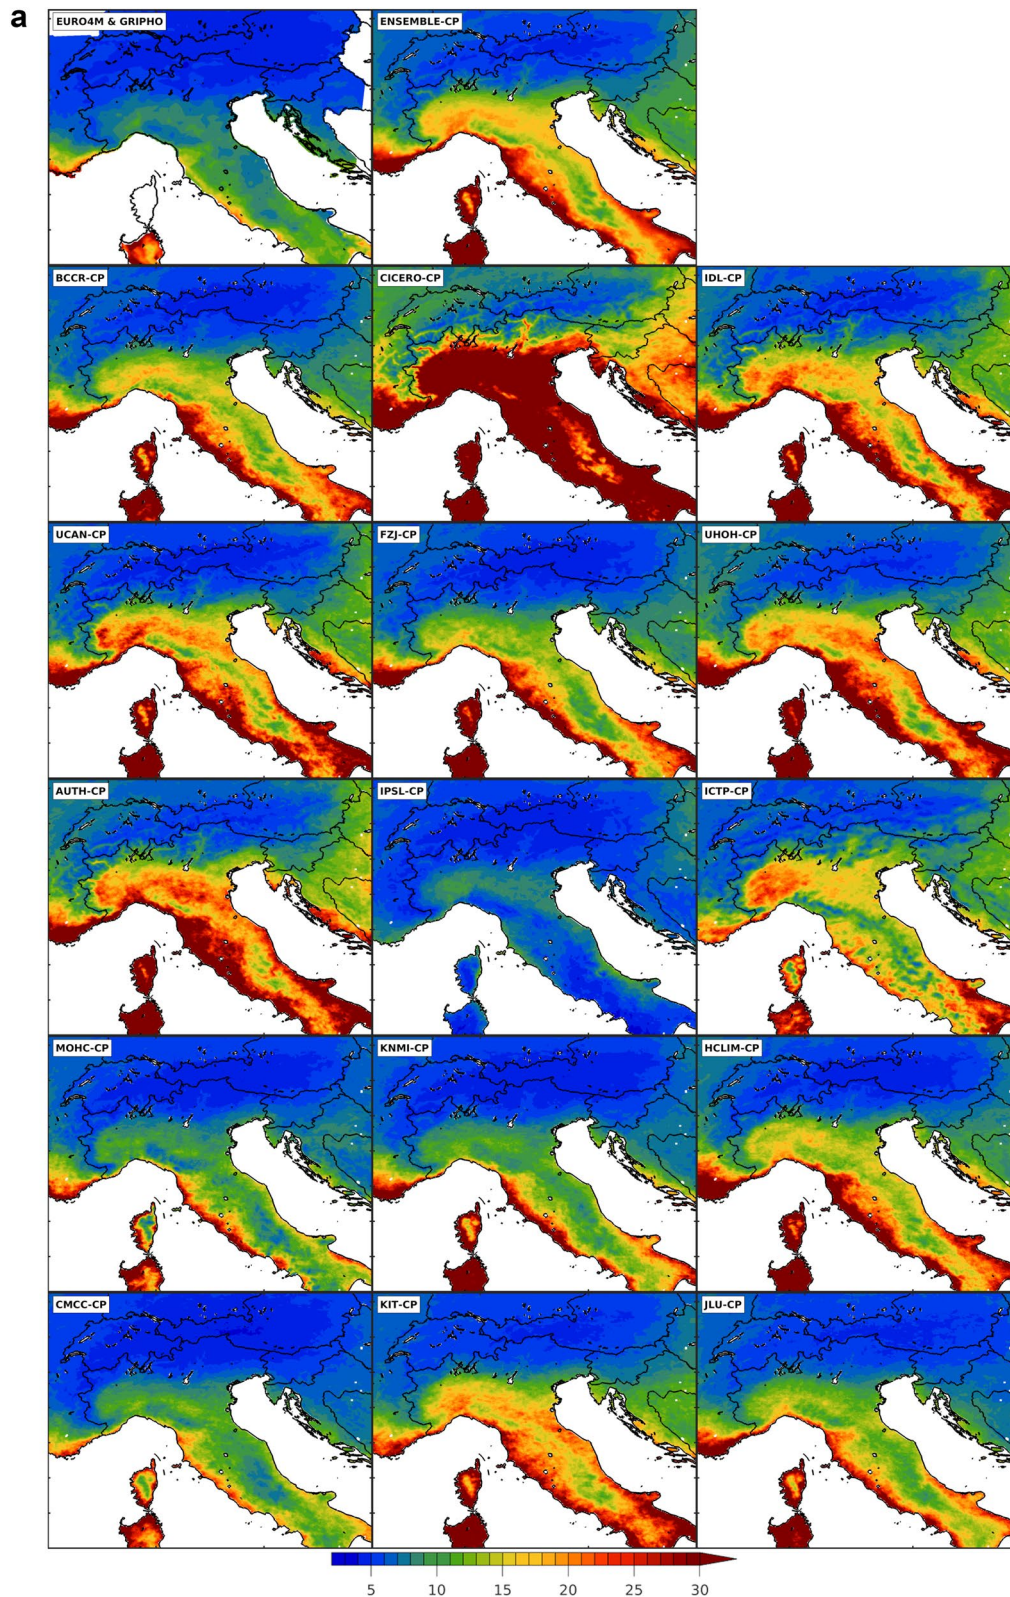 a
EURO4M & GRIPHO
ENSEMBLE-CP
BCCR-CP
CICERO-CP
IDL-CP
UCAN-CP
FZJ-CP
UHOH-CP
AUTH-CP
IPSL-CP
ICTP-CP
MOHC-CP
KNMI-CP
HCLIM-CP
CMCC-CP
KIT-CP
JLU-CP
5 10 15 20 25 30